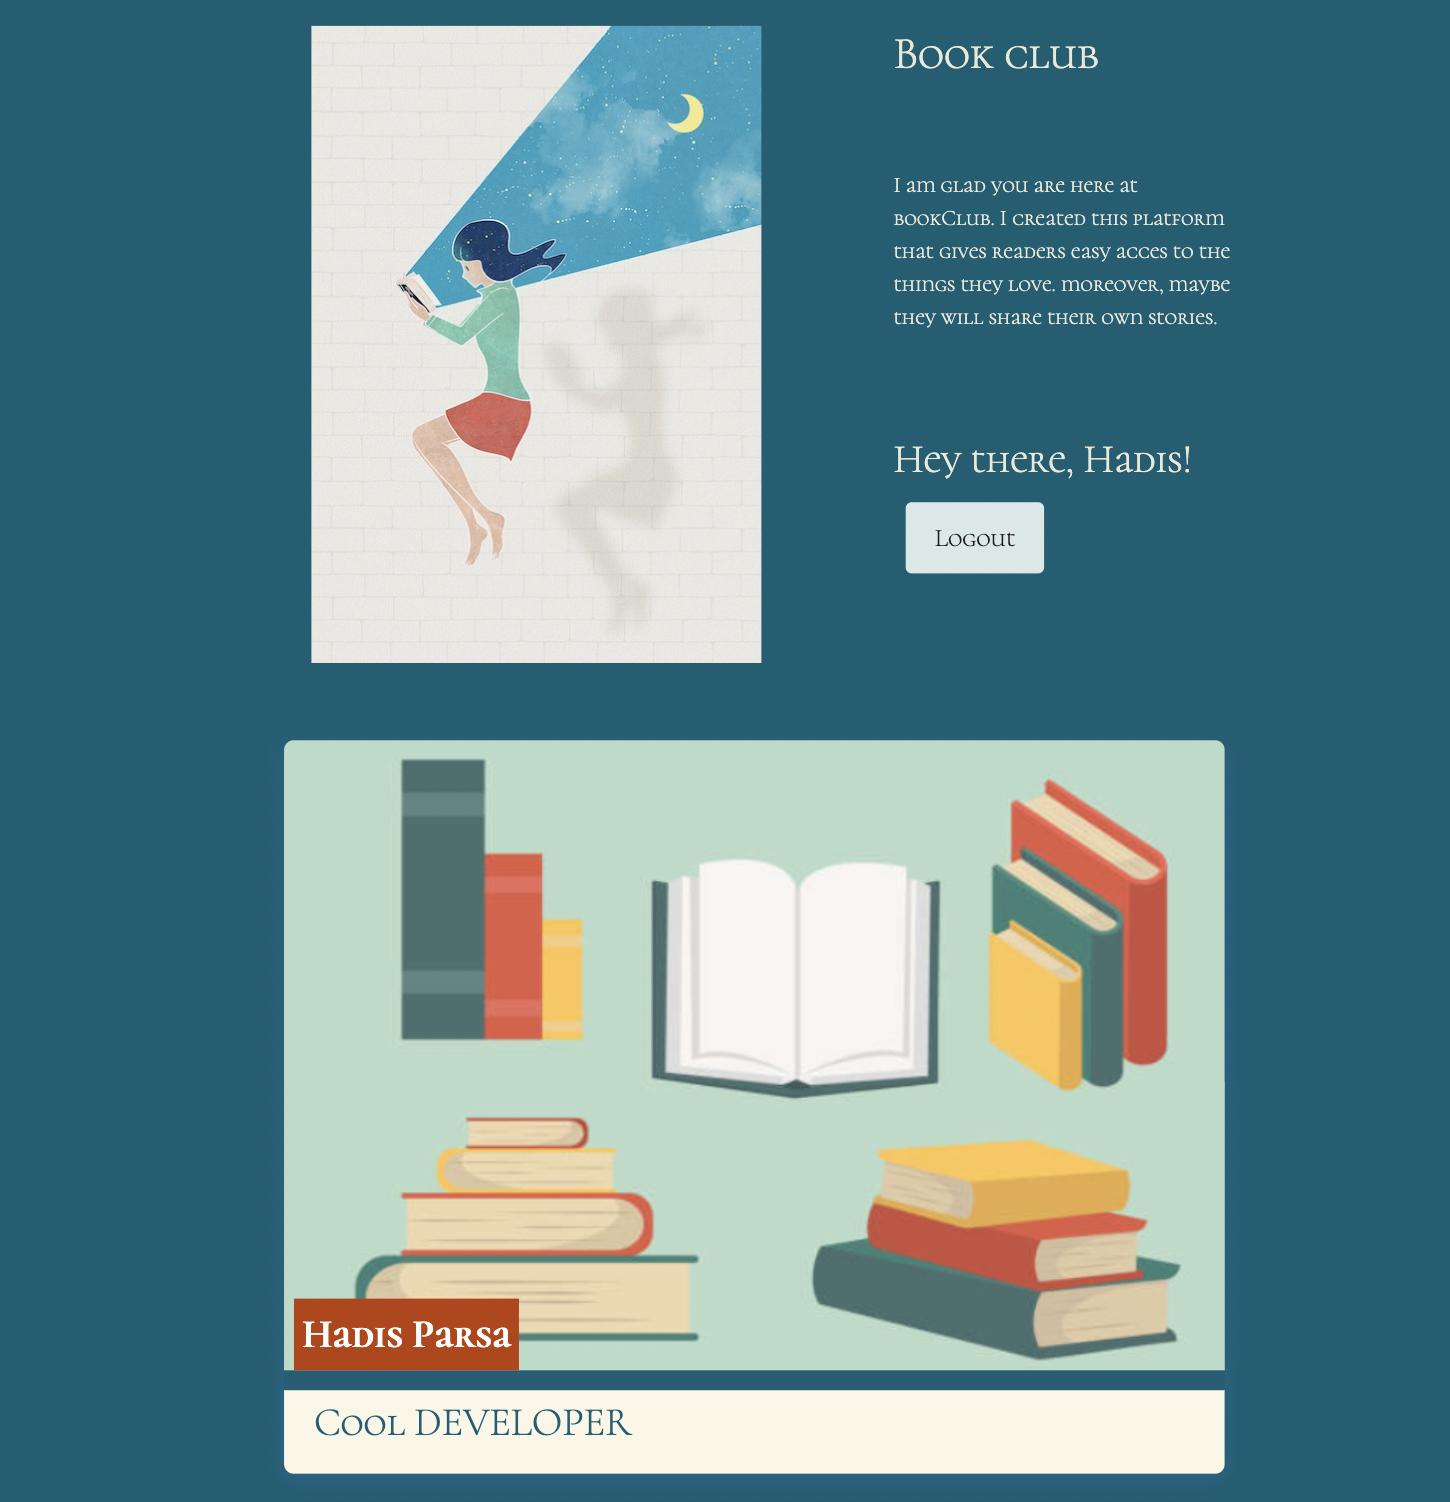 Book club
I am glad you are here at
bookClub. I created this platform
that gives readers easy acces to the
things they love. moreover, maybe
they will share their own stories.
Hey there, Hadis!
Logout
Hadis Parsa
Cool DEVELOPER